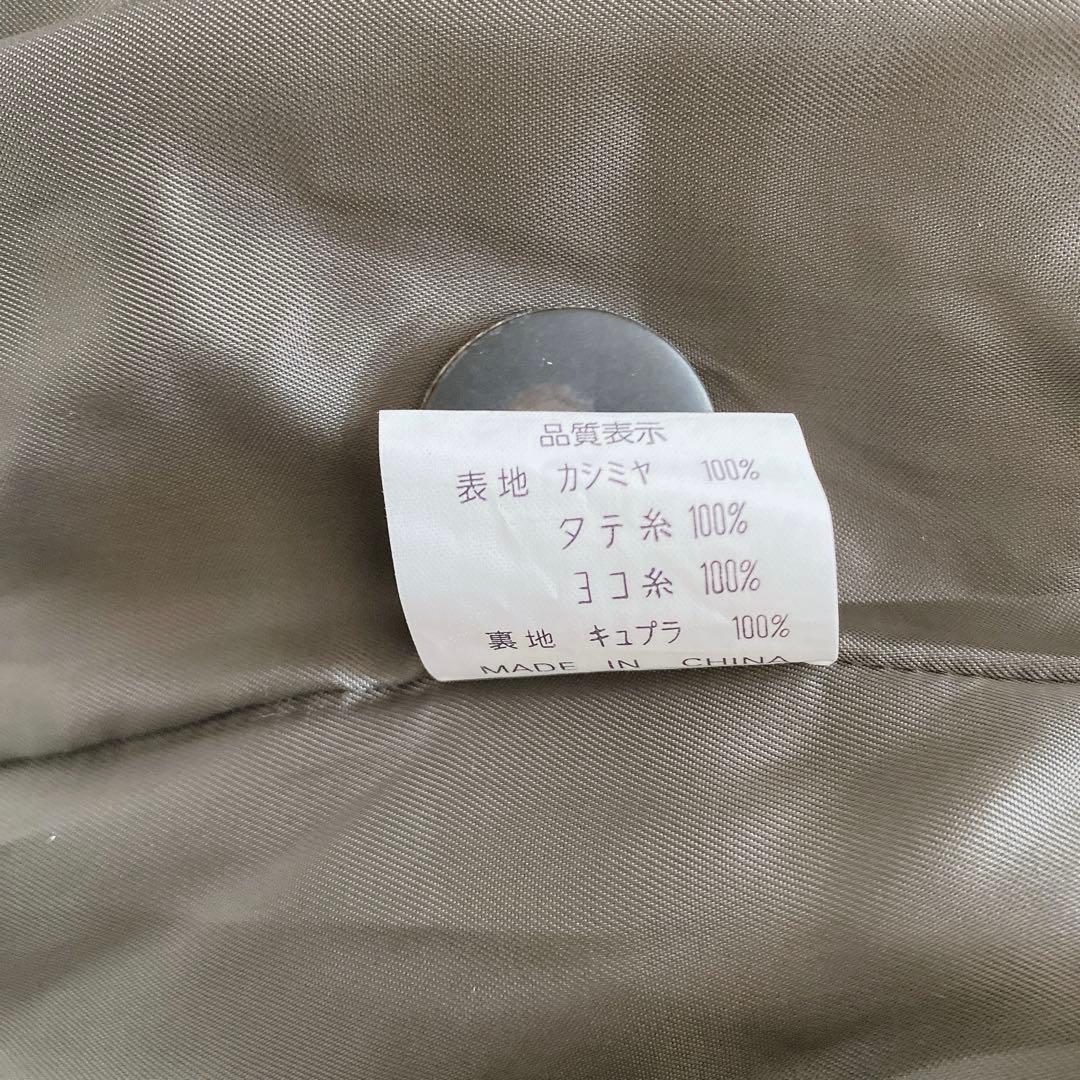 品質表示
表地 カシミヤ 100%
タテ糸 100%
ヨコ糸 100%
裏地 キュプラ 100%
MADE IN CHINA